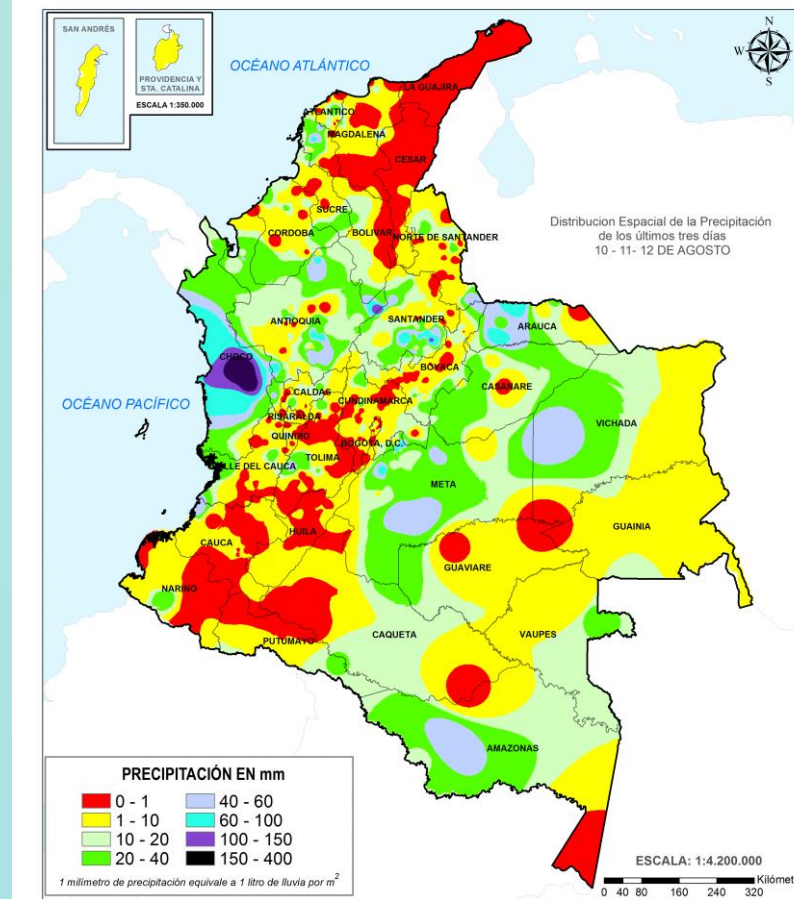 SAN ANDRÉS
PROVIDENCIA Y
STA. CATALINA
ESCALA 1:350.000
OCÉANO ATLÁNTICO
N
W
E
S
LA GUAJIRA
ATLANTICO
MAGDALENA
CESAR
SUCRE
CORDOBA
BOLIVAR
NORTE DE SANTANDER
Distribucion Espacial de la Precipitación
de los últimos tres días
10 - 11- 12 DE AGOSTO
ANTIOQUIA
SANTANDER
ARAUCA
CHOCO
BOYACA
CASANARE
OCÉANO PACÍFICO
CALDAS
CUNDINAMARCA
RISARALDA
VICHADA
QUINDIO
BOGOTA, D.C.
TOLIMA
VALLE DEL CAUCA
META
GUAINIA
HUILA
CAUCA
GUAVIARE
NARIÑO
CAQUETA
VAUPES
PUTUMAYO
AMAZONAS
PRECIPITACIÓN EN mm
0 - 1 40 - 60
1 - 10 60 - 100
10 - 20 100 - 150
20 - 40 150 - 400
1 milímetro de precipitación equivale a 1 litro de lluvia por m²
ESCALA: 1:4.200.000
Kilómet
0 40 80 160 240 320